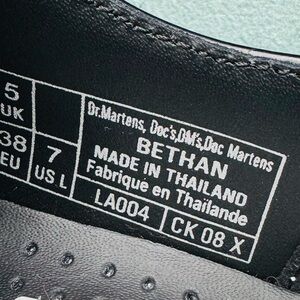 5
UK
38
EU
7
US L
Dr.Martens, Doc's,DM's,Doc Martens
BETHAN
MADE IN THAILAND
Fabriqué en Thaïlande
LA004
CK 08 X